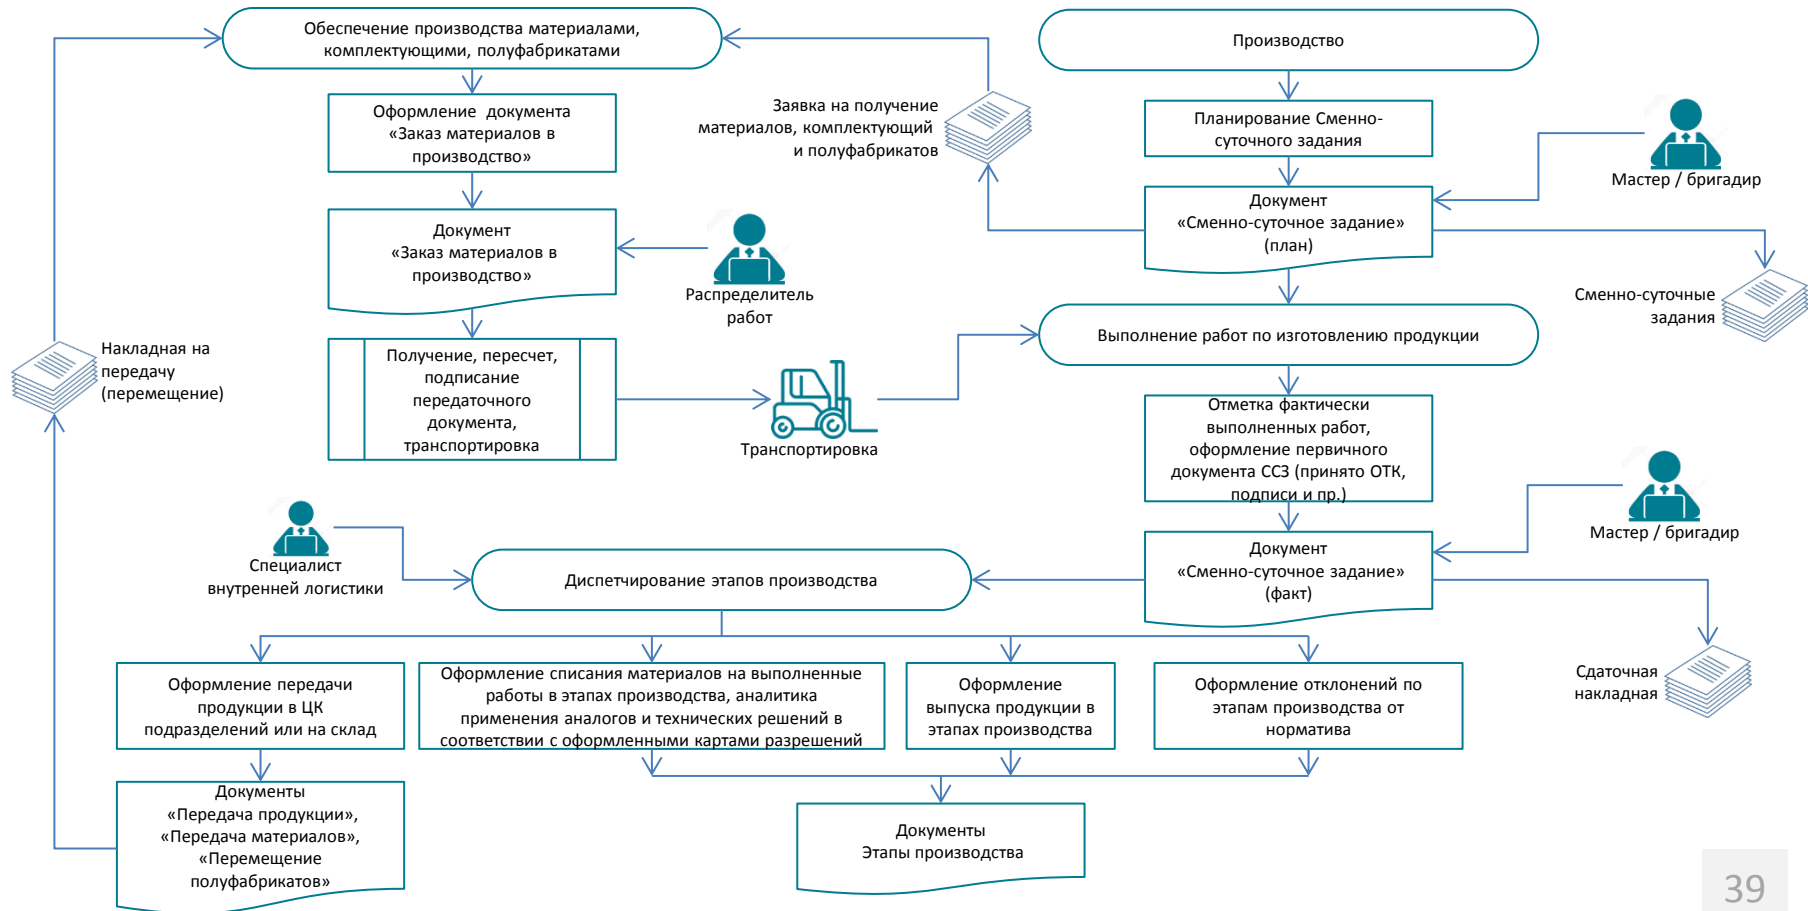 Обеспечение производства материалами,
комплектующими, полуфабрикатами
Производство
Оформление  документа
«Заказ материалов в
производство»
Заявка на получение
материалов, комплектующий
и полуфабрикатов
Планирование Сменно-
суточного задания
Мастер / бригадир
Документ
«Сменно-суточное задание»
(план)
Документ
«Заказ материалов в
производство»
Распределитель
работ
Сменно-суточные
задания
Выполнение работ по изготовлению продукции
Накладная на
передачу
(перемещение)
Получение, пересчет,
подписание
передаточного
документа,
транспортировка
Транспортировка
Отметка фактически
выполненных работ,
оформление первичного
документа ССЗ (принято ОТК,
подписи и пр.)
Мастер / бригадир
Специалист
внутренней логистики
Диспетчирование этапов производства
Документ
«Сменно-суточное задание»
(факт)
Оформление передачи
продукции в ЦК
подразделений или на склад
Оформление списания материалов на выполненные
работы в этапах производства, аналитика
применения аналогов и технических решений в
соответствии с оформленными картами разрешений
Оформление
выпуска продукции в
этапах производства
Оформление отклонений по
этапам производства от
норматива
Сдаточная
накладная
Документы
«Передача продукции»,
«Передача материалов»,
«Перемещение
полуфабрикатов»
Документы
Этапы производства
39